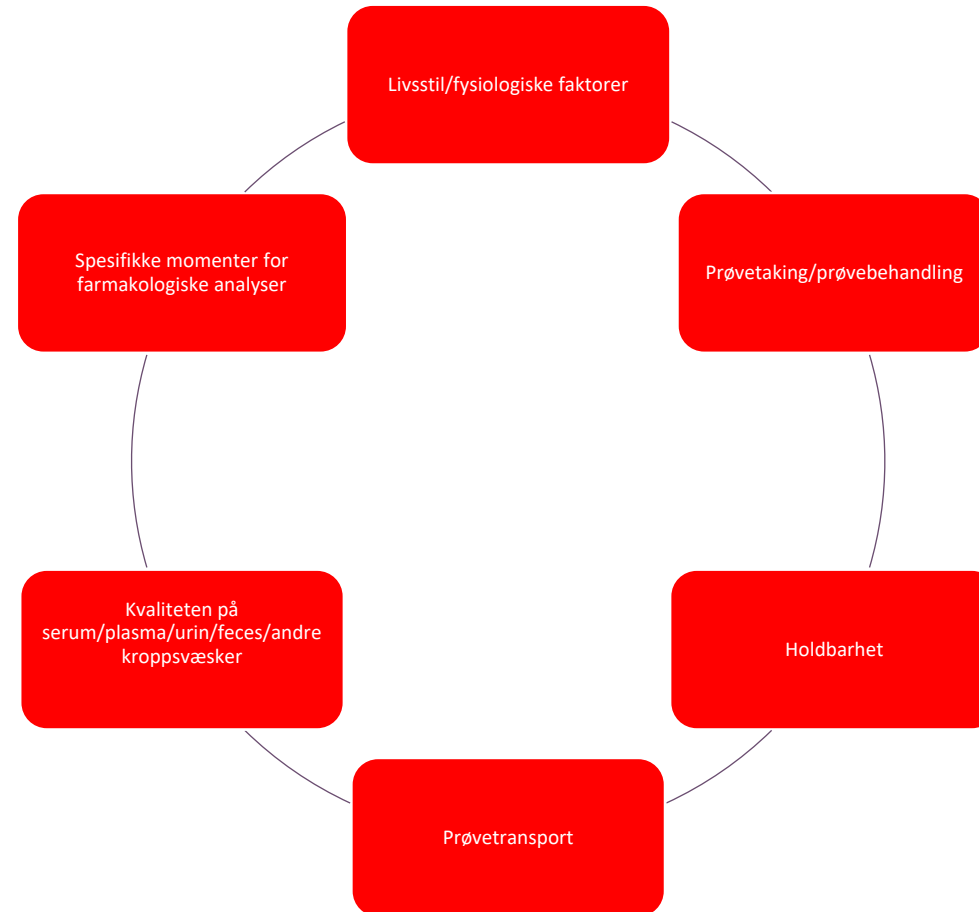 Livsstil/fysiologiske faktorer
Prøvetaking/prøvebehandling
Holdbarhet
Prøvetransport
Kvaliteten på
serum/plasma/urin/feces/andre
kroppsvæsker
Spesifikke momenter for
farmakologiske analyser